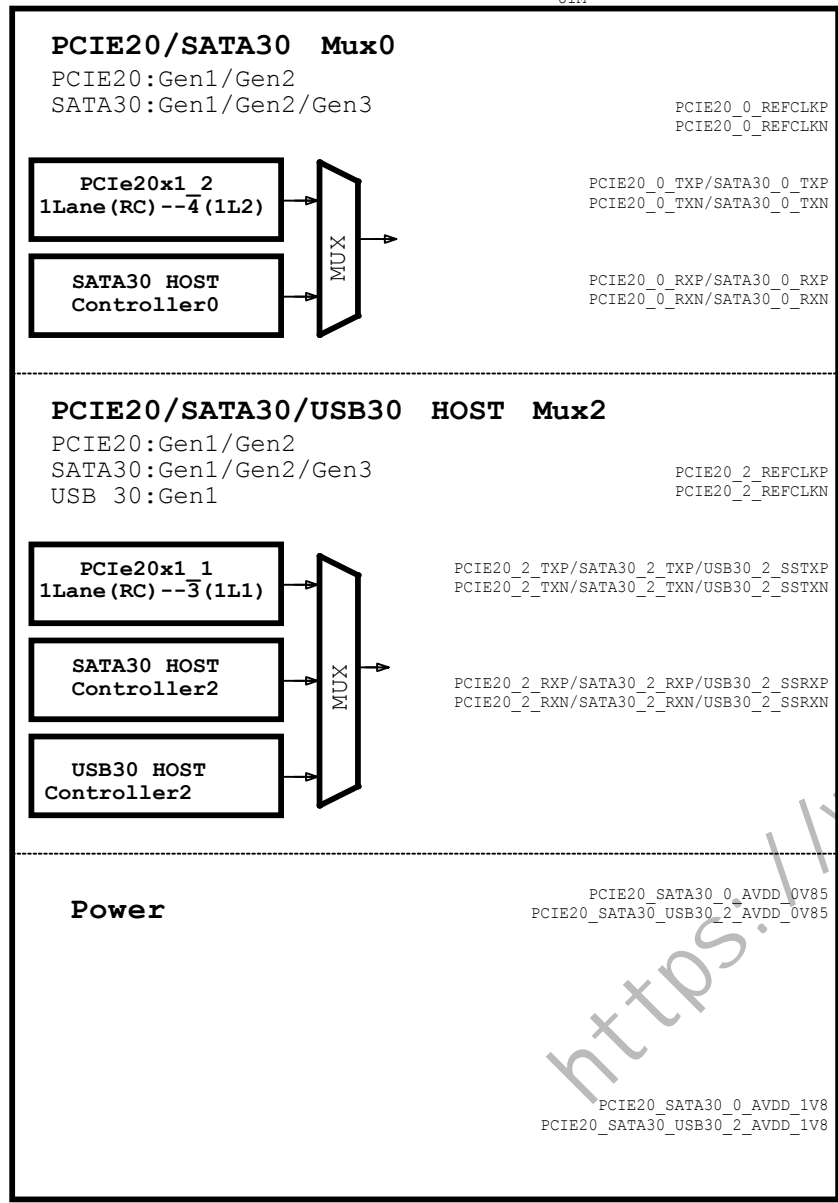 PCIE20/SATA30 Mux0
PCIE20:Gen1/Gen2
SATA30:Gen1/Gen2/Gen3
PCIE20_0_REFCLKP
PCIE20_0_REFCLKN
PCIe20x1_2
1Lane(RC)--4(1L2)
SATA30 HOST
Controller0
MUX
PCIE20_0_TXP/SATA30_0_TXP
PCIE20_0_TXN/SATA30_0_TXN
PCIE20_0_RXP/SATA30_0_RXP
PCIE20_0_RXN/SATA30_0_RXN
PCIE20/SATA30/USB30 HOST Mux2
PCIE20:Gen1/Gen2
SATA30:Gen1/Gen2/Gen3
USB 30:Gen1
PCIE20_2_REFCLKP
PCIE20_2_REFCLKN
PCIe20x1_1
1Lane(RC)--3(1L1)
SATA30 HOST
Controller2
USB30 HOST
Controller2
MUX
PCIE20_2_TXP/SATA30_2_TXP/USB30_2_SSTXP
PCIE20_2_TXN/SATA30_2_TXN/USB30_2_SSTXN
PCIE20_2_RXP/SATA30_2_RXP/USB30_2_SSRXP
PCIE20_2_RXN/SATA30_2_RXN/USB30_2_SSRXN
Power
PCIE20_SATA30_0_AVDD_0V85
PCIE20_SATA30_USB30_2_AVDD_0V85
PCIE20_SATA30_0_AVDD_1V8
PCIE20_SATA30_USB30_2_AVDD_1V8
https://